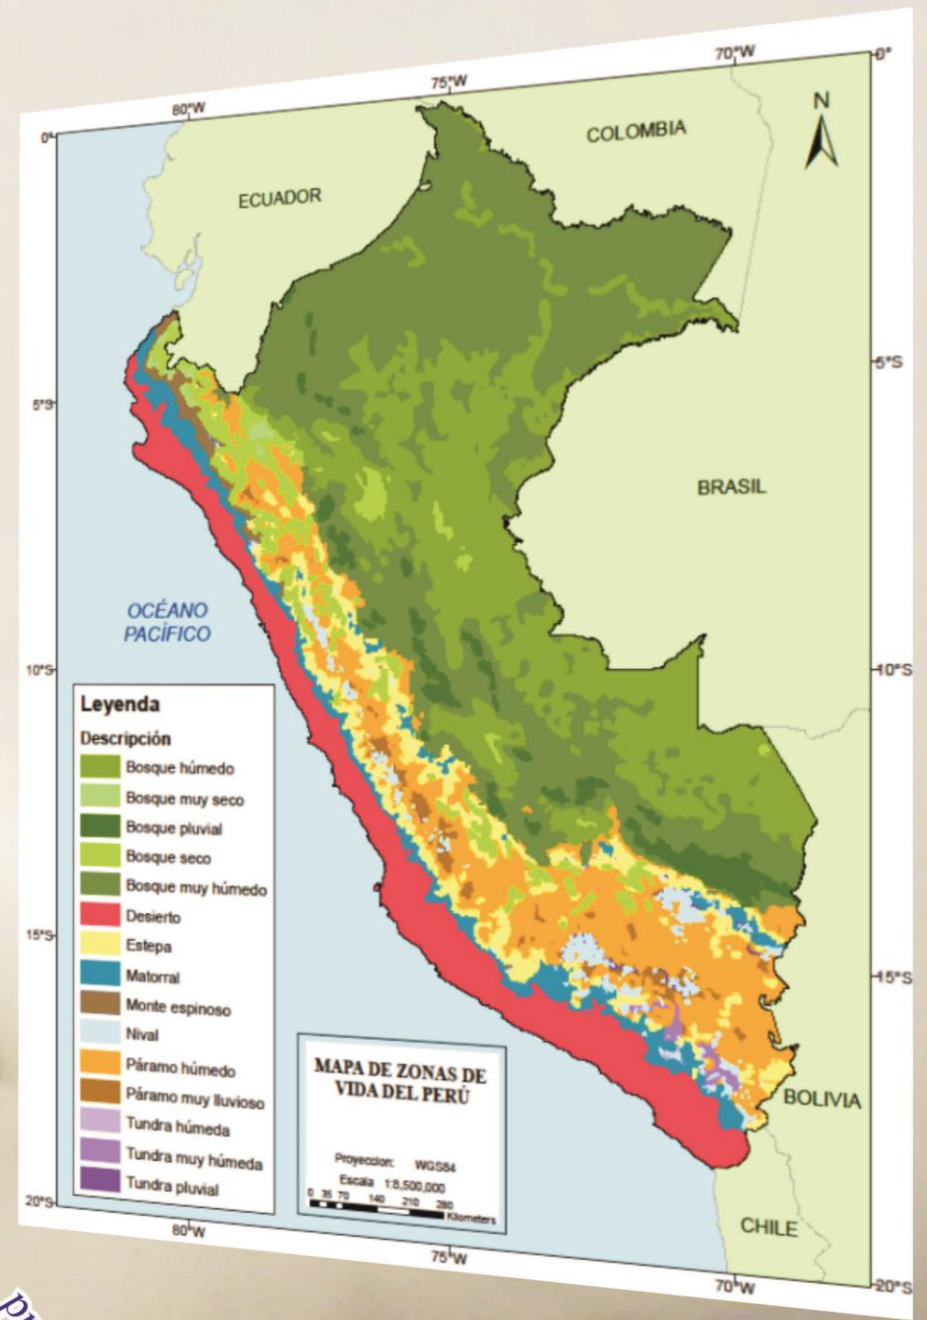 80°W
75°W
70°W
0°
0°
N
COLOMBIA
ECUADOR
5°S
5°S
BRASIL
OCÉANO
PACÍFICO
10°S
10°S
Leyenda
Descripción
Bosque húmedo
Bosque muy seco
Bosque pluvial
Bosque seco
Bosque muy húmedo
Desierto
Estepa
Matorral
Monte espinoso
Nival
Páramo húmedo
Páramo muy lluvioso
Tundra húmeda
Tundra muy húmeda
Tundra pluvial
15°S
15°S
MAPA DE ZONAS DE
VIDA DEL PERÚ
Proyeccion: WGS84
Escala 1:8,500,000
0 35 70 140 210 280
Kilometers
BOLIVIA
CHILE
20°S
20°S
80°W
75°W
70°W